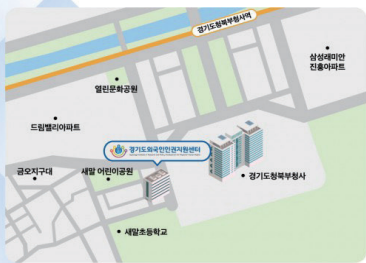 경기도청북부청사역
삼성래미안
진흥아파트
열린문화공원
드림밸리아파트
경기도외국인인권지원센터
금오지구대
새말 어린이공원
경기도청북부청사
새말초등학교